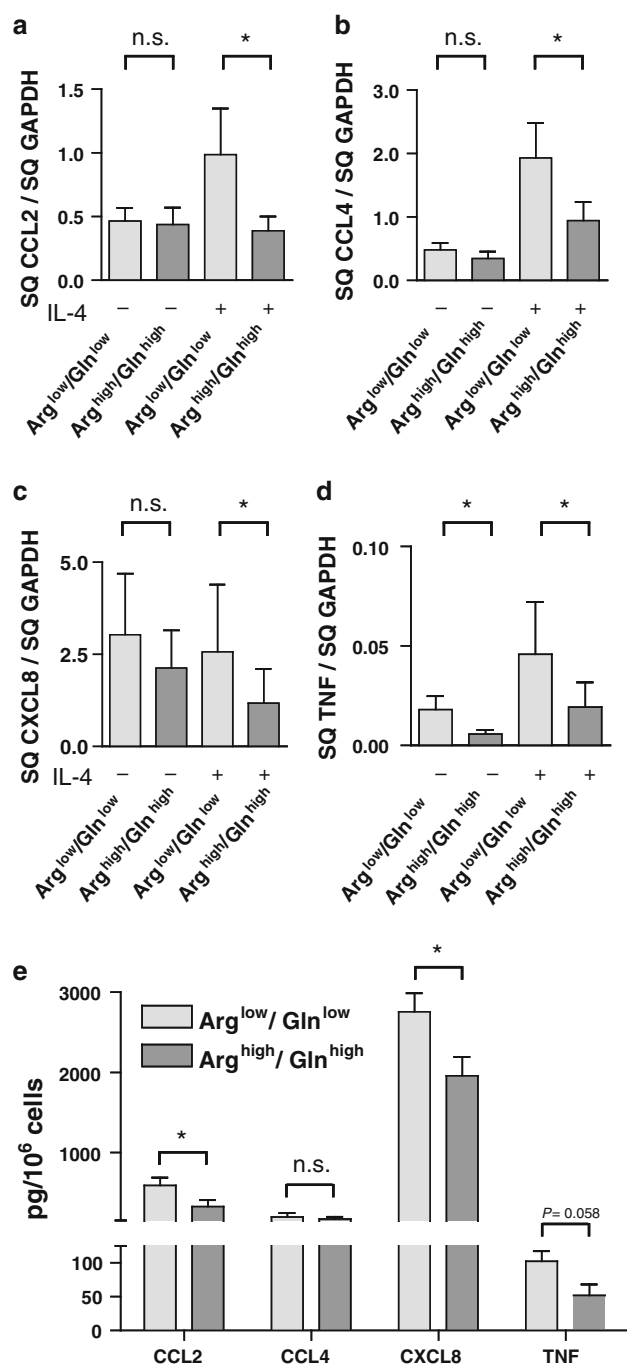 a
n.s. *
SQ CCL2 / SQ GAPDH
1.5
1.0
0.5
0.0
IL-4 – – + +
Arg^low/Gln^low
Arg^high/Gln^high
Arg^low/Gln^low
Arg^high/Gln^high
b
n.s. *
SQ CCL4 / SQ GAPDH
3.0
2.0
1.0
0.0
– – + +
Arg^low/Gln^low
Arg^high/Gln^high
Arg^low/Gln^low
Arg^high/Gln^high
c
n.s. *
SQ CXCL8 / SQ GAPDH
5.0
2.5
0.0
IL-4 – – + +
Arg^low/Gln^low
Arg^high/Gln^high
Arg^low/Gln^low
Arg^high/Gln^high
d
* *
SQ TNF / SQ GAPDH
0.10
0.05
0.00
– – + +
Arg^low/Gln^low
Arg^high/Gln^high
Arg^low/Gln^low
Arg^high/Gln^high
e
pg/10^6 cells
3000
2000
1000
100
50
0
Arg^low/ Gln^low
Arg^high/ Gln^high
*
n.s.
*
P= 0.058
CCL2 CCL4 CXCL8 TNF